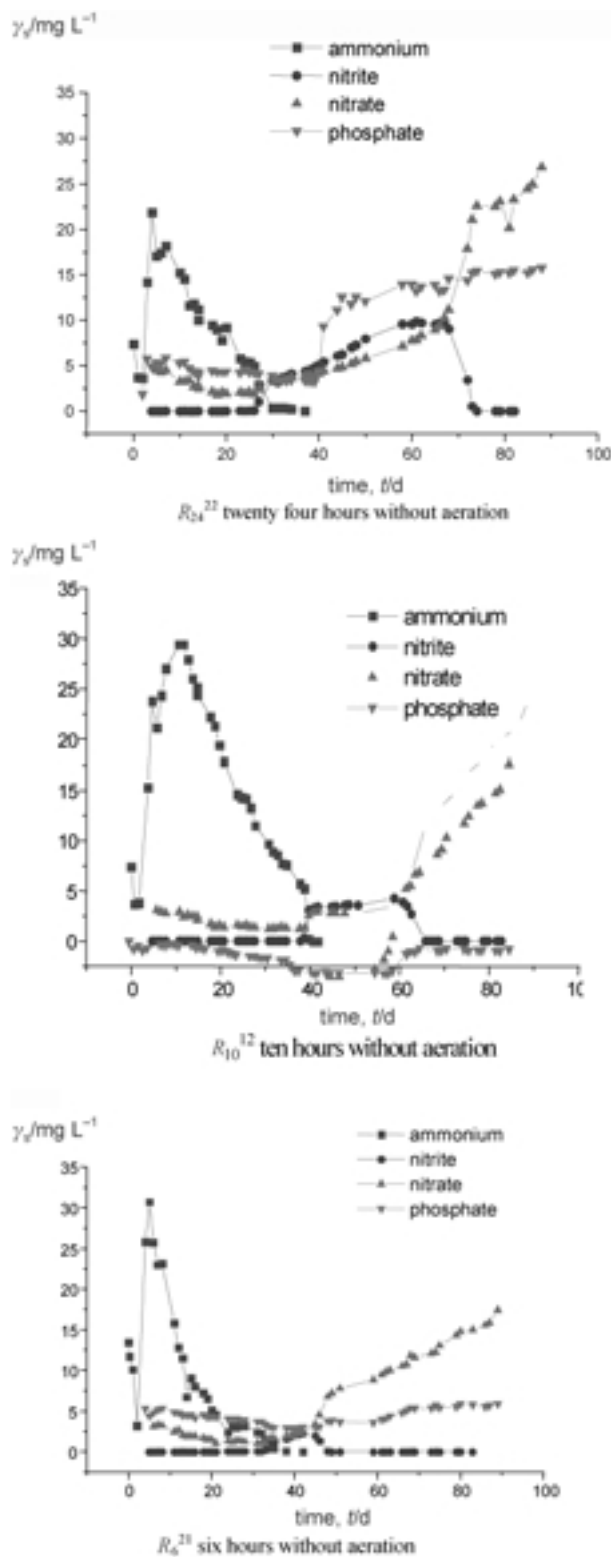 γs/mg L⁻¹
ammonium
nitrite
nitrate
phosphate
35
30
25
20
15
10
5
0
0 20 40 60 80 100
time, t/d
R₂₄²² twenty four hours without aeration
γs/mg L⁻¹
35
ammonium
nitrite
nitrate
phosphate
30
25
20
15
10
5
0
0 20 40 60 80 10
time, t/d
R₁₀¹² ten hours without aeration
γs/mg L⁻¹
ammonium
nitrite
nitrate
phosphate
35
30
25
20
15
10
5
0
0 20 40 60 80 100
time, t/d
R₆²¹ six hours without aeration